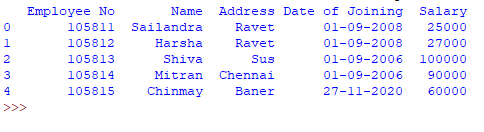 Employee No Name Address Date of Joining Salary
0 105811 Sailandra Ravet 01-09-2008 25000
1 105812 Harsha Ravet 01-09-2008 27000
2 105813 Shiva Sus 01-09-2006 100000
3 105814 Mitran Chennai 01-09-2006 90000
4 105815 Chinmay Baner 27-11-2020 60000
>>>